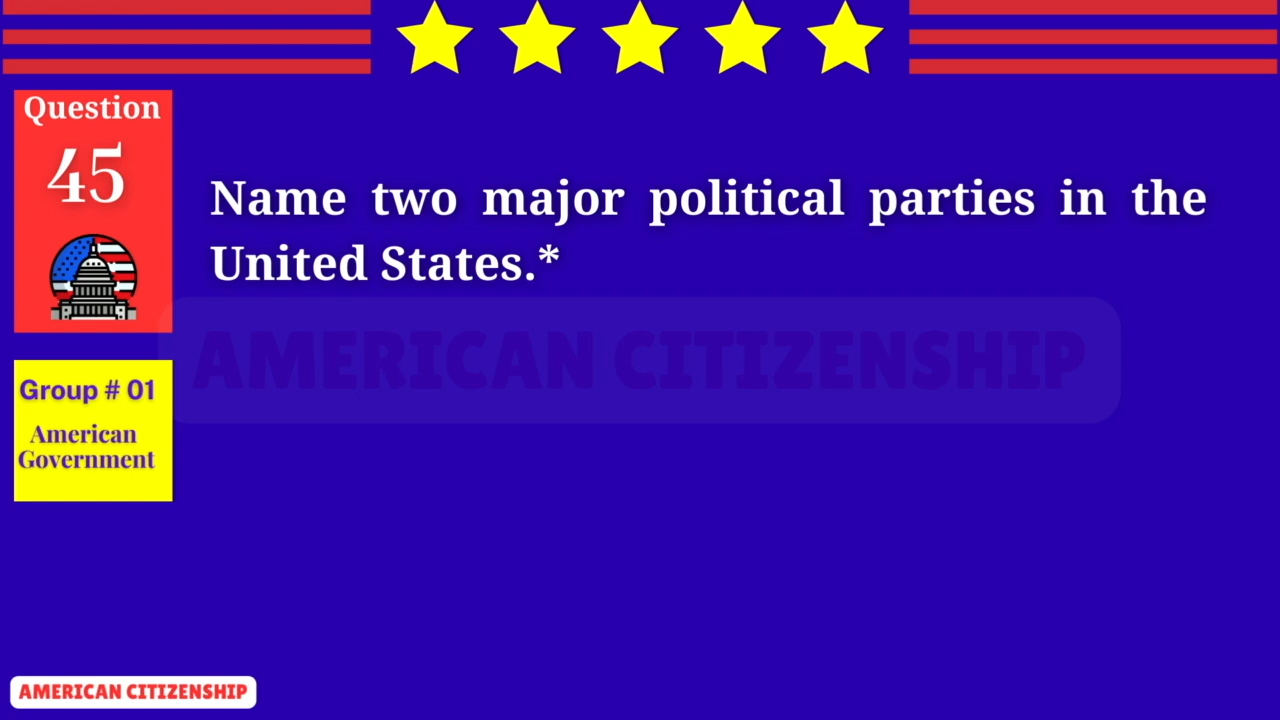 Question
45
Name two major political parties in the
United States.*
AMERICAN CITIZENSHIP
Group # 01
American
Government
AMERICAN CITIZENSHIP